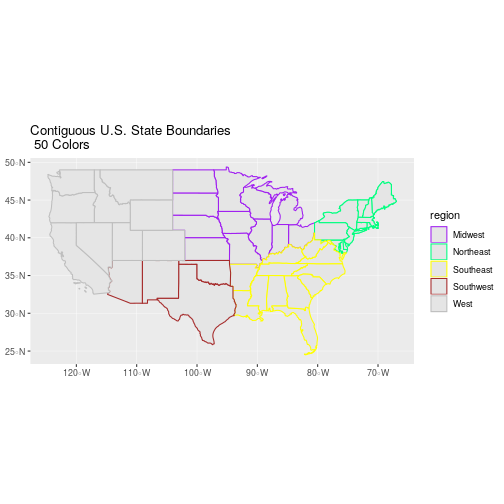 Contiguous U.S. State Boundaries
50 Colors
50°N
45°N
40°N
35°N
30°N
25°N
120°W
110°W
100°W
90°W
80°W
70°W
region
Midwest
Northeast
Southeast
Southwest
West